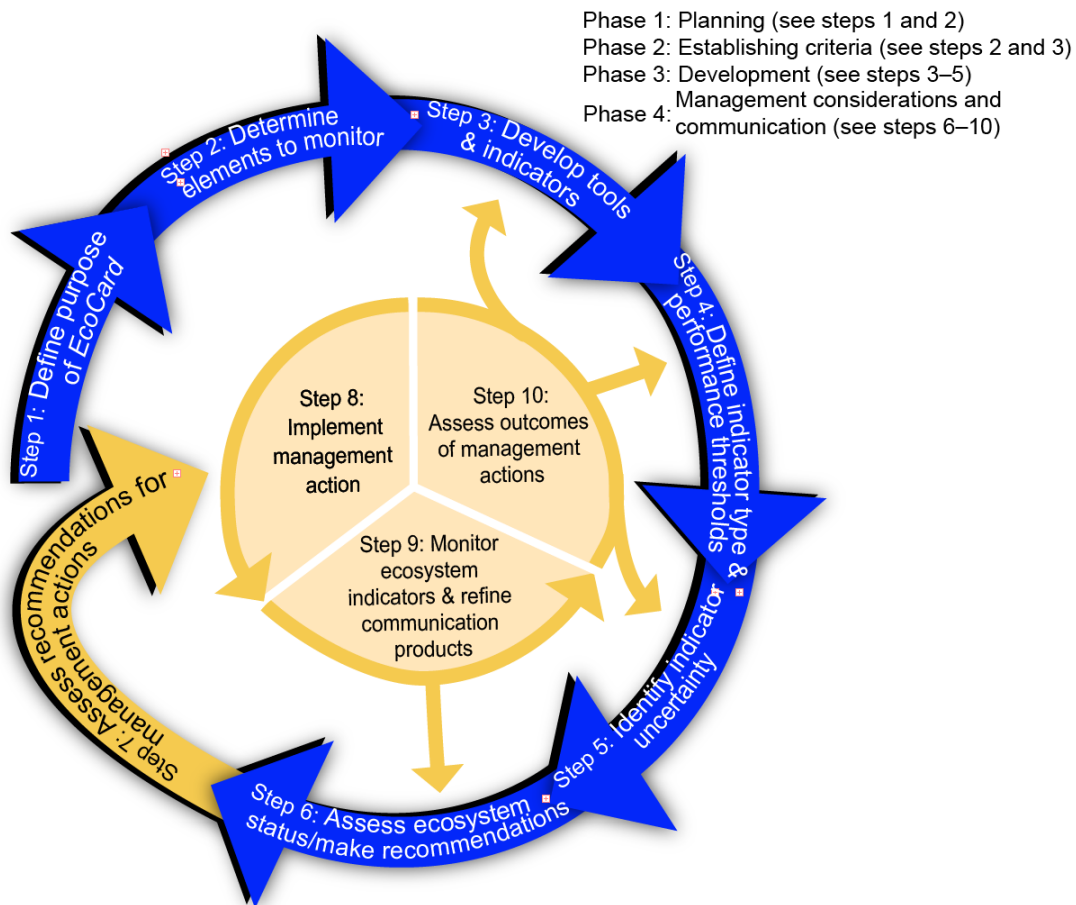 Phase 1: Planning (see steps 1 and 2)
Phase 2: Establishing criteria (see steps 2 and 3)
Phase 3: Development (see steps 3–5)
Phase 4: Management considerations and
communication (see steps 6–10)
Step 1: Define purpose
of EcoCard
Step 2: Determine
elements to monitor
Step 3: Develop tools
& indicators
Step 4: Define indicator type &
performance thresholds
Step 5: Identify indicator
uncertainty
Step 6: Assess ecosystem
status/make recommendations
Step 7: Assess recommendations for
management actions
Step 8:
Implement
management
action
Step 9: Monitor
ecosystem
indicators & refine
communication
products
Step 10:
Assess outcomes
of management
actions